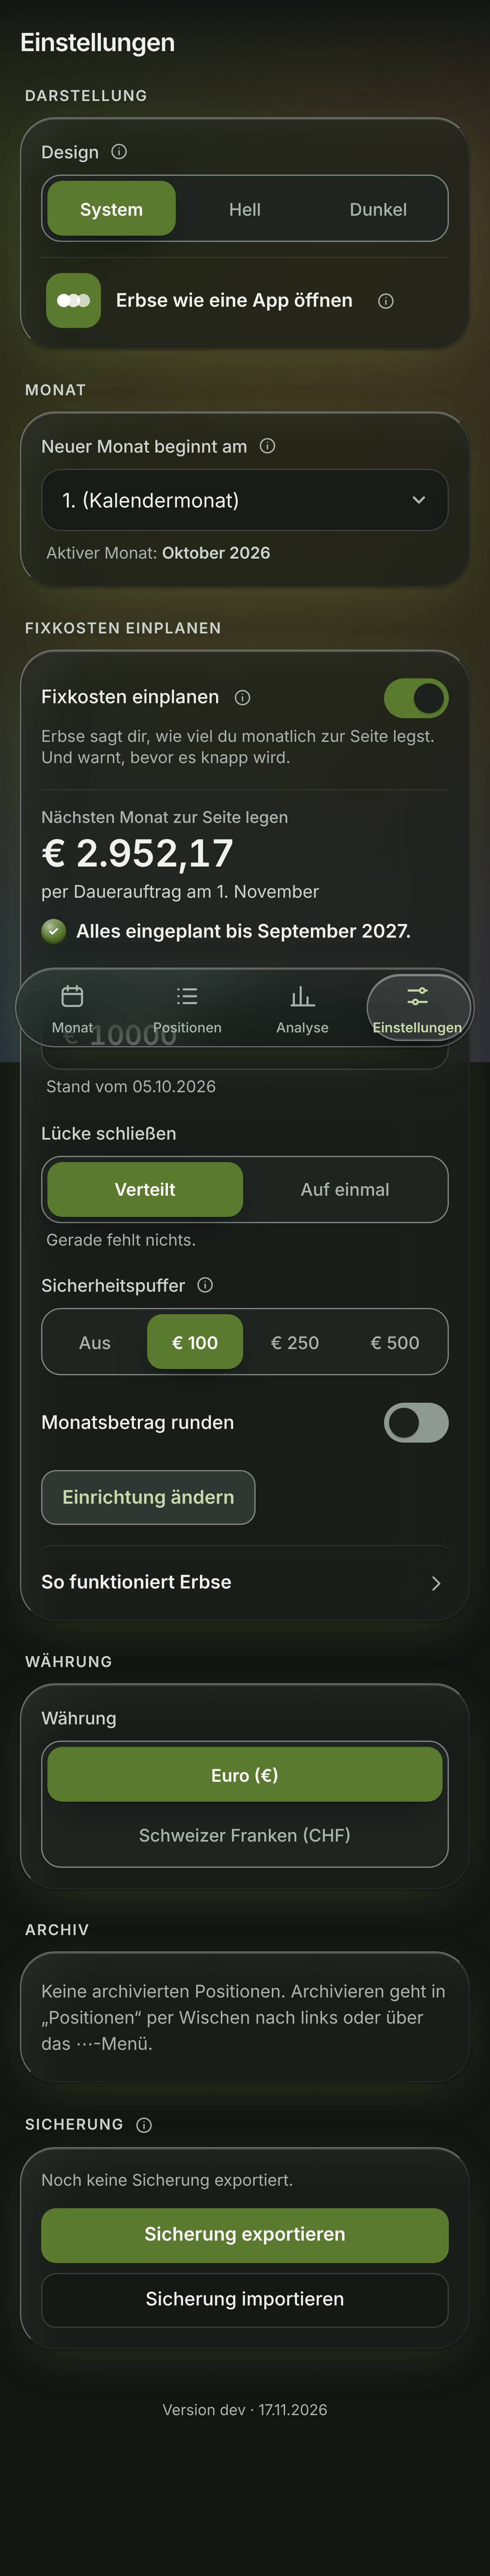 Einstellungen
DARSTELLUNG
Design
System
Hell
Dunkel
Erbse wie eine App öffnen
MONAT
Neuer Monat beginnt am
1. (Kalendermonat)
Aktiver Monat: Oktober 2026
FIXKOSTEN EINPLANEN
Fixkosten einplanen
Erbse sagt dir, wie viel du monatlich zur Seite legst.
Und warnt, bevor es knapp wird.
Nächsten Monat zur Seite legen
€ 2.952,17
per Dauerauftrag am 1. November
Alles eingeplant bis September 2027.
Monat
Positionen
Analyse
Einstellungen
€ 10000
Stand vom 05.10.2026
Lücke schließen
Verteilt
Auf einmal
Gerade fehlt nichts.
Sicherheitspuffer
Aus
€ 100
€ 250
€ 500
Monatsbetrag runden
Einrichtung ändern
So funktioniert Erbse
WÄHRUNG
Währung
Euro (€)
Schweizer Franken (CHF)
ARCHIV
Keine archivierten Positionen. Archivieren geht in
„Positionen“ per Wischen nach links oder über
das ···-Menü.
SICHERUNG
Noch keine Sicherung exportiert.
Sicherung exportieren
Sicherung importieren
Version dev · 17.11.2026